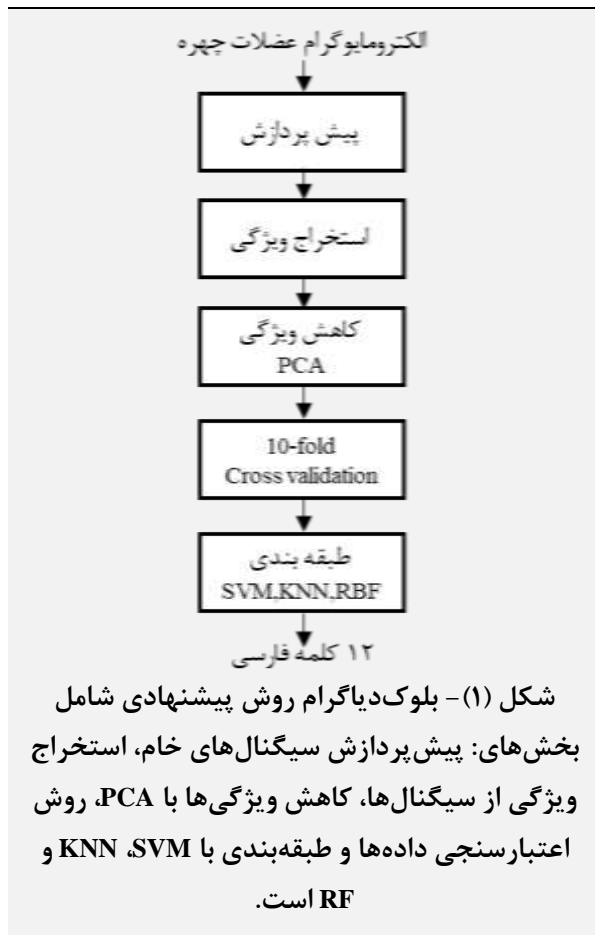 الکترومایوگرام عضلات چهره
پیش پردازش
استخراج ویژگی
کاهش ویژگی
PCA
10-fold
Cross validation
طبقه بندی
SVM,KNN,RBF
۱۲ کلمه فارسی
شکل (۱)- بلوک‌دیاگرام روش پیشنهادی شامل
بخش‌های: پیش‌پردازش سیگنال‌های خام، استخراج
ویژگی از سیگنال‌ها، کاهش ویژگی‌ها با PCA، روش
اعتبارسنجی داده‌ها و طبقه‌بندی با SVM، KNN و
RF است.